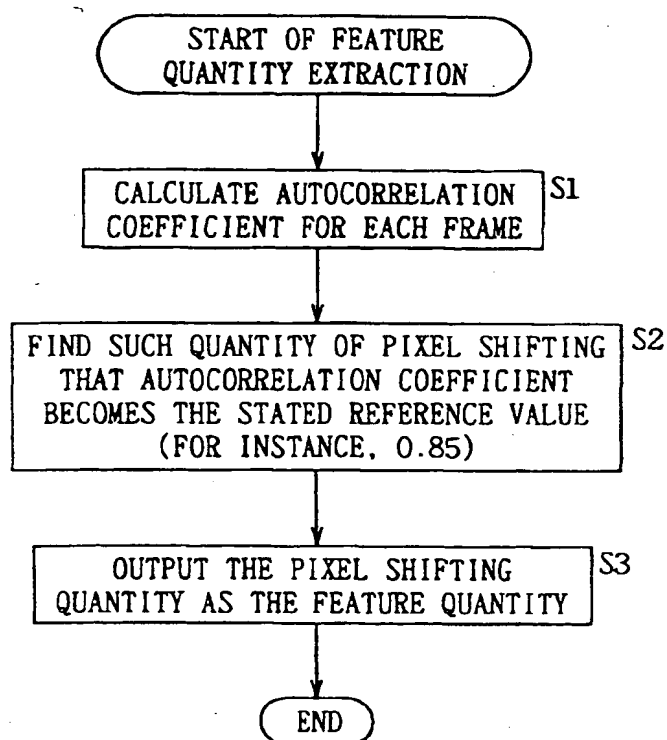 START OF FEATURE
QUANTITY EXTRACTION
CALCULATE AUTOCORRELATION
COEFFICIENT FOR EACH FRAME
S1
FIND SUCH QUANTITY OF PIXEL SHIFTING
THAT AUTOCORRELATION COEFFICIENT
BECOMES THE STATED REFERENCE VALUE
(FOR INSTANCE, 0.85)
S2
OUTPUT THE PIXEL SHIFTING
QUANTITY AS THE FEATURE QUANTITY
S3
END